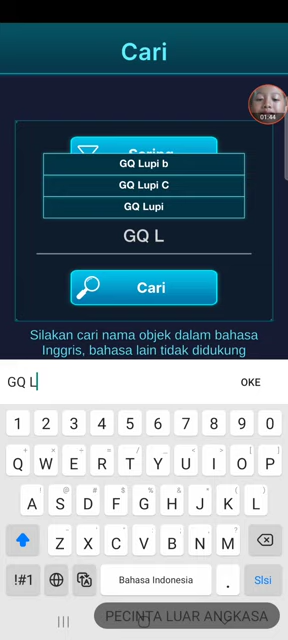 Cari
01:44
Saring
GQ Lupi b
GQ Lupi C
GQ Lupi
GQ L
Cari
Silakan cari nama objek dalam bahasa
Inggris, bahasa lain tidak didukung
GQ L
OKE
1 2 3 4 5 6 7 8 9 0
Q W E R T Y U I O P
A S D F G H J K L
Z X C V B N M
!#1
Bahasa Indonesia
.
Slsi
PECINTA LUAR ANGKASA